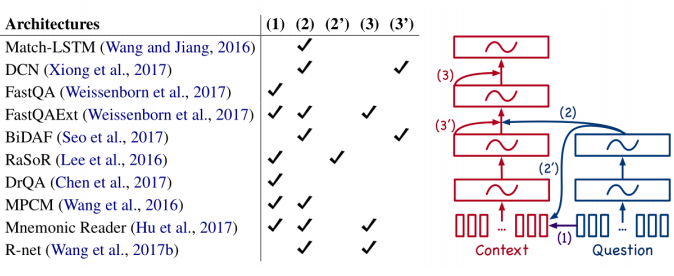 Architectures (1) (2) (2') (3) (3')
Match-LSTM (Wang and Jiang, 2016) ✓
DCN (Xiong et al., 2017) ✓ ✓
FastQA (Weissenborn et al., 2017) ✓
FastQAExt (Weissenborn et al., 2017) ✓ ✓ ✓
BiDAF (Seo et al., 2017) ✓ ✓
RaSoR (Lee et al., 2016) ✓ ✓
DrQA (Chen et al., 2017) ✓
MPCM (Wang et al., 2016) ✓ ✓
Mnemonic Reader (Hu et al., 2017) ✓ ✓ ✓
R-net (Wang et al., 2017b) ✓ ✓
(3)
(2)
(3')
(2')
... ...
(1)
Context Question